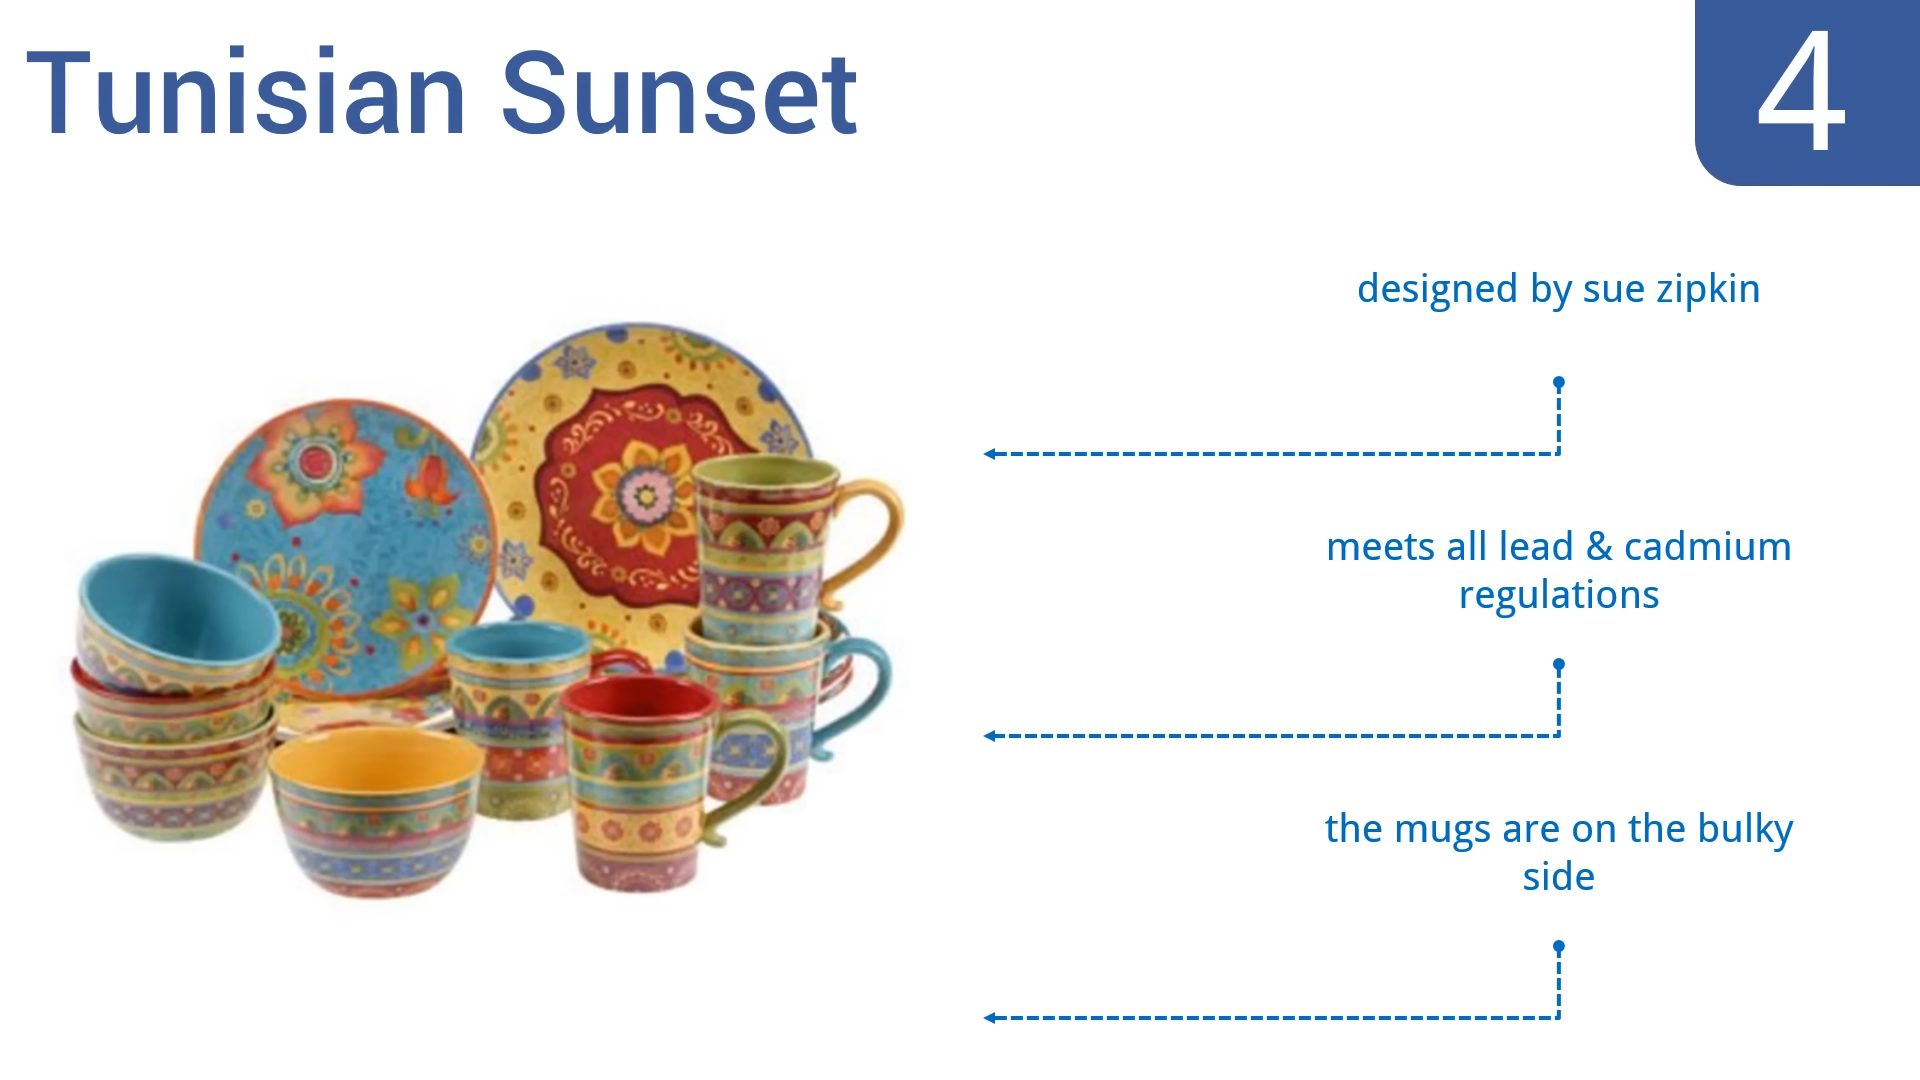 Tunisian Sunset
4
designed by sue zipkin
meets all lead & cadmium
regulations
the mugs are on the bulky
side